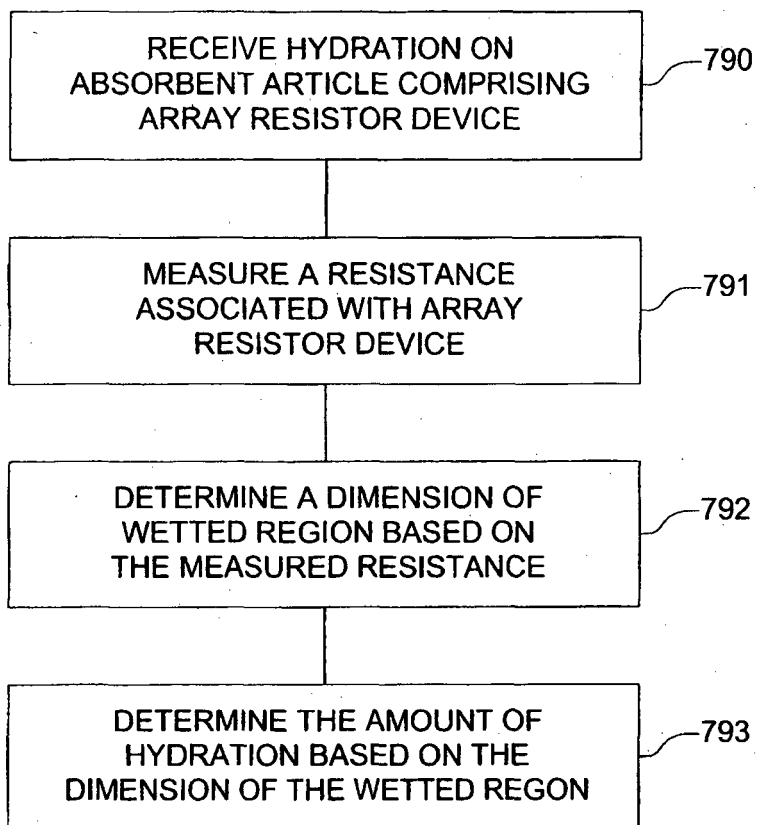 RECEIVE HYDRATION ON
ABSORBENT ARTICLE COMPRISING
ARRAY RESISTOR DEVICE
790
MEASURE A RESISTANCE
ASSOCIATED WITH ARRAY
RESISTOR DEVICE
791
DETERMINE A DIMENSION OF
WETTED REGION BASED ON
THE MEASURED RESISTANCE
792
DETERMINE THE AMOUNT OF
HYDRATION BASED ON THE
DIMENSION OF THE WETTED REGON
793